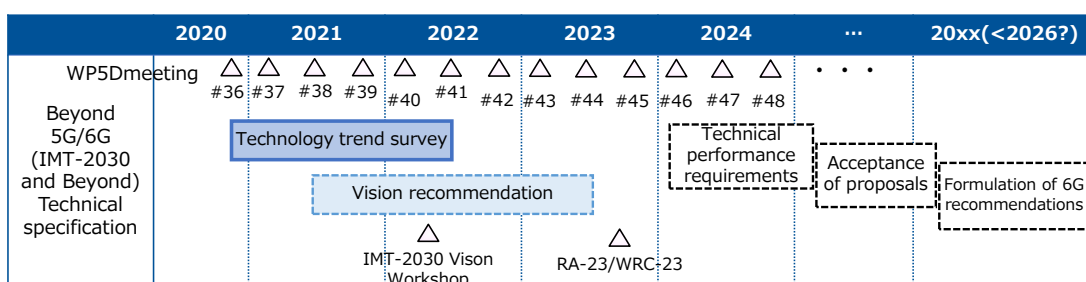 2020 2021 2022 2023 2024 ... 20xx(<2026?)
WP5Dmeeting . . .
#36 #37 #38 #39 #40 #41 #42 #43 #44 #45 #46 #47 #48
Beyond
5G/6G
(IMT-2030
and Beyond)
Technical
specification
Technology trend survey
Vision recommendation
Technical
performance
requirements
Acceptance
of proposals
Formulation of 6G
recommendations
IMT-2030 Vison
Workshop
RA-23/WRC-23